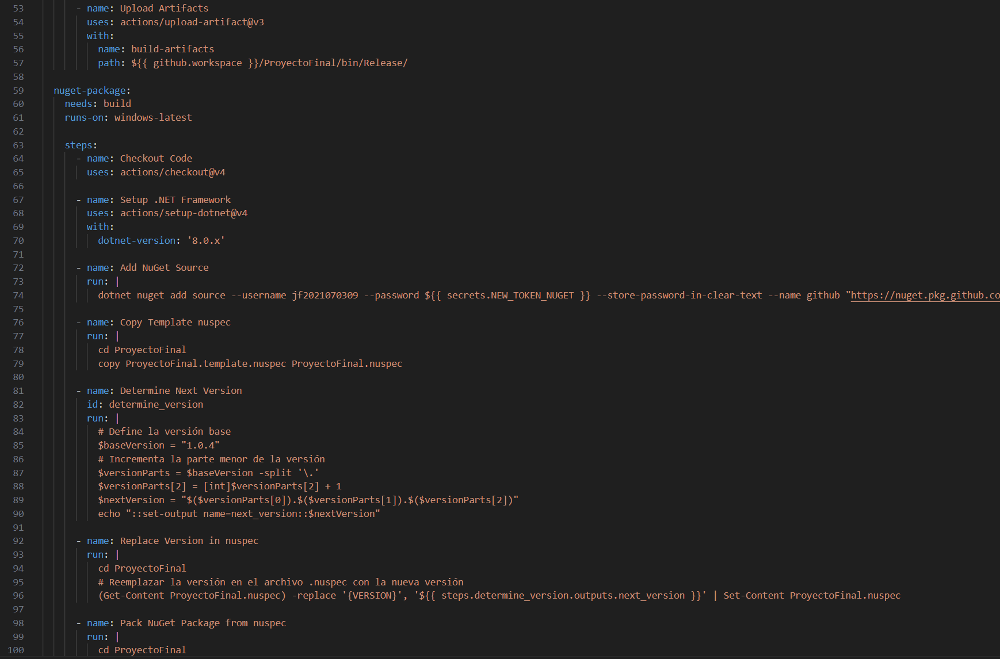 53 - name: Upload Artifacts
54 uses: actions/upload-artifact@v3
55 with:
56 name: build-artifacts
57 path: ${{ github.workspace }}/ProyectoFinal/bin/Release/
58
59 nuget-package:
60 needs: build
61 runs-on: windows-latest
62
63 steps:
64 - name: Checkout Code
65 uses: actions/checkout@v4
66
67 - name: Setup .NET Framework
68 uses: actions/setup-dotnet@v4
69 with:
70 dotnet-version: '8.0.x'
71
72 - name: Add NuGet Source
73 run: |
74 dotnet nuget add source --username jf2021070309 --password ${{ secrets.NEW_TOKEN_NUGET }} --store-password-in-clear-text --name github "https://nuget.pkg.github.co
75
76 - name: Copy Template nuspec
77 run: |
78 cd ProyectoFinal
79 copy ProyectoFinal.template.nuspec ProyectoFinal.nuspec
80
81 - name: Determine Next Version
82 id: determine_version
83 run: |
84 # Define la versión base
85 $baseVersion = "1.0.4"
86 # Incrementa la parte menor de la versión
87 $versionParts = $baseVersion -split '\.'
88 $versionParts[2] = [int]$versionParts[2] + 1
89 $nextVersion = "$($versionParts[0]).$($versionParts[1]).$($versionParts[2])"
90 echo "::set-output name=next_version::$nextVersion"
91
92 - name: Replace Version in nuspec
93 run: |
94 cd ProyectoFinal
95 # Reemplazar la versión en el archivo .nuspec con la nueva versión
96 (Get-Content ProyectoFinal.nuspec) -replace '{VERSION}', '${{ steps.determine_version.outputs.next_version }}' | Set-Content ProyectoFinal.nuspec
97
98 - name: Pack NuGet Package from nuspec
99 run: |
100 cd ProyectoFinal